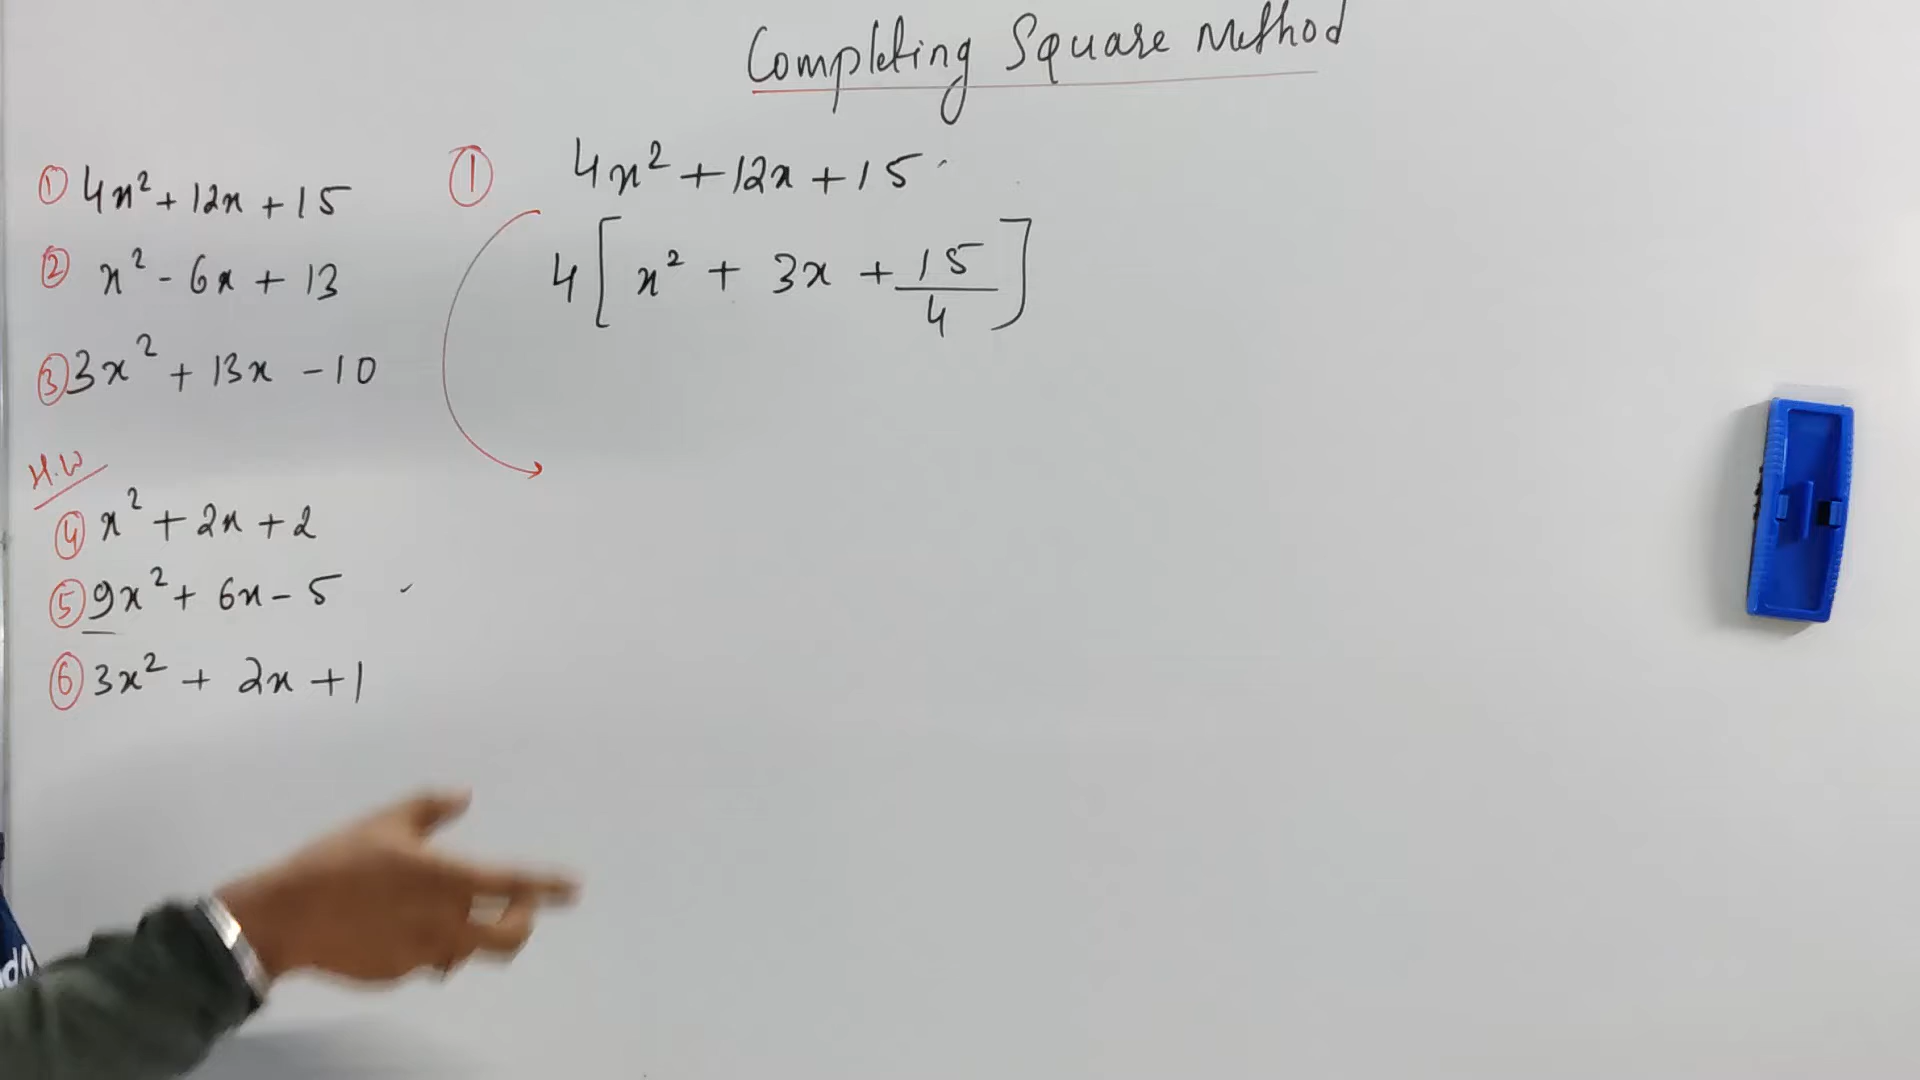 Completing Square Method
① 4x² + 12x + 15
② x² - 6x + 13
③ 3x² + 13x - 10
H.W
④ x² + 2x + 2
⑤ 9x² + 6x - 5
⑥ 3x² + 2x + 1
① 4x² + 12x + 15
4[x² + 3x + 15/4]